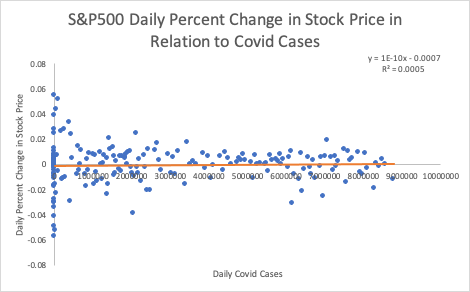 S&P500 Daily Percent Change in Stock Price in
Relation to Covid Cases
y = 1E-10x - 0.0007
R² = 0.0005
Daily Percent Change in Stock Price
0.08
0.06
0.04
0.02
0
-0.02
-0.04
-0.06
-0.08
0 1000000 2000000 3000000 4000000 5000000 6000000 7000000 8000000 9000000 10000000
Daily Covid Cases